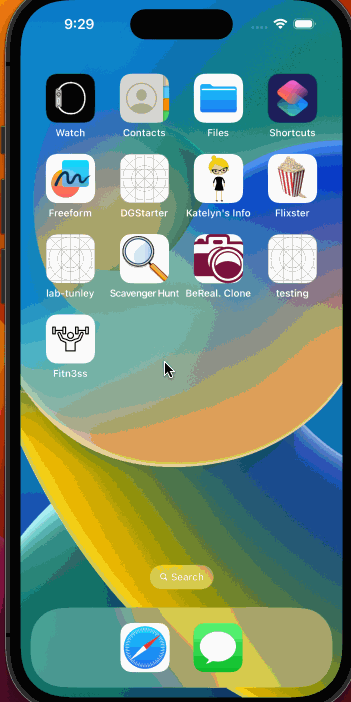 9:29
Watch
Contacts
Files
Shortcuts
Freeform
DGStarter
Katelyn's Info
Flixster
lab-tunley
Scavenger Hunt
BeReal. Clone
testing
Fitn3ss
Search